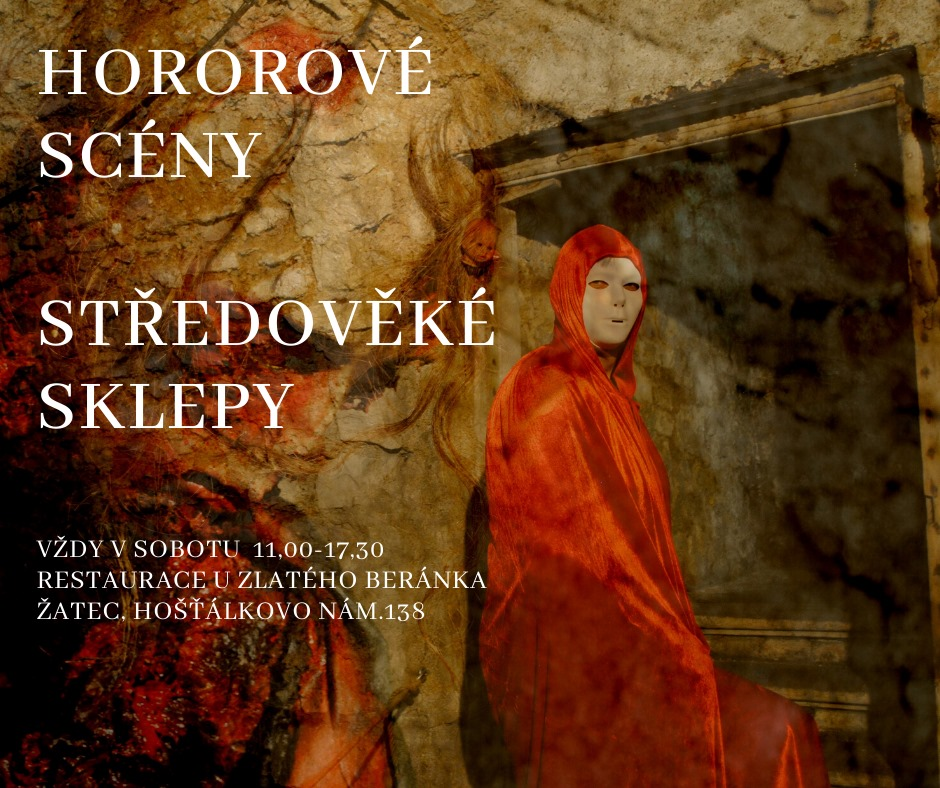 HOROROVÉ
SCÉNY
STŘEDOVĚKÉ
SKLEPY
VŽDY V SOBOTU 11,00-17,30
RESTAURACE U ZLATÉHO BERÁNKA
ŽATEC, HOŠŤÁLKOVO NÁM.138